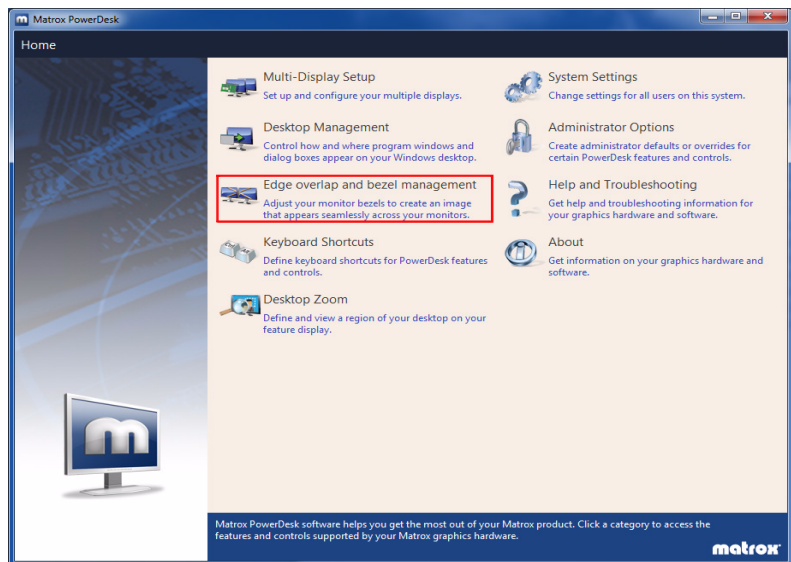 Matrox PowerDesk
Home
Multi-Display Setup
Set up and configure your multiple displays.
Desktop Management
Control how and where program windows and
dialog boxes appear on your Windows desktop.
Edge overlap and bezel management
Adjust your monitor bezels to create an image
that appears seamlessly across your monitors.
Keyboard Shortcuts
Define keyboard shortcuts for PowerDesk features
and controls.
Desktop Zoom
Define and view a region of your desktop on your
feature display.
System Settings
Change settings for all users on this system.
Administrator Options
Create administrator defaults or overrides for
certain PowerDesk features and controls.
Help and Troubleshooting
Get help and troubleshooting information for
your graphics hardware and software.
About
Get information on your graphics hardware and
software.
Matrox PowerDesk software helps you get the most out of your Matrox product. Click a category to access the
features and controls supported by your Matrox graphics hardware.
matrox